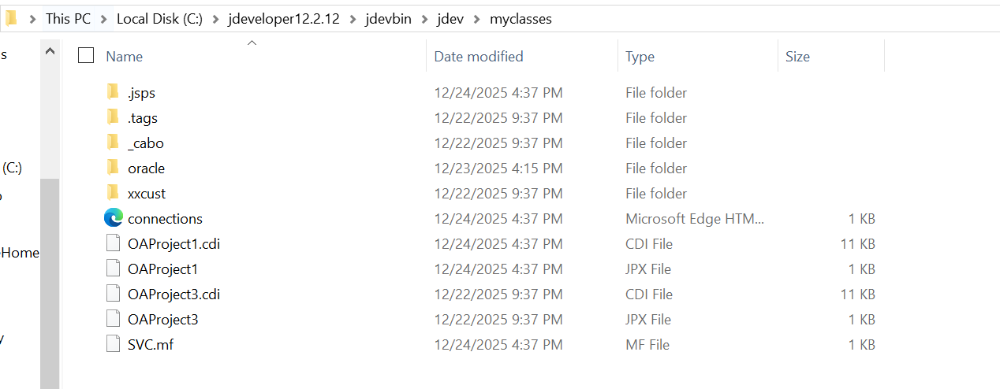 This PC > Local Disk (C:) > jdeveloper12.2.12 > jdevbin > jdev > myclasses
s
Name Date modified Type Size
.jsps 12/24/2025 4:37 PM File folder
.tags 12/22/2025 9:37 PM File folder
_cabo 12/22/2025 9:37 PM File folder
(C:)
oracle 12/23/2025 4:15 PM File folder
xxcust 12/22/2025 9:37 PM File folder
connections 12/24/2025 4:37 PM Microsoft Edge HTM... 1 KB
OAProject1.cdi 12/24/2025 4:37 PM CDI File 11 KB
eHome
OAProject1 12/24/2025 4:37 PM JPX File 1 KB
OAProject3.cdi 12/22/2025 9:37 PM CDI File 11 KB
OAProject3 12/22/2025 9:37 PM JPX File 1 KB
y
SVC.mf 12/24/2025 4:37 PM MF File 1 KB